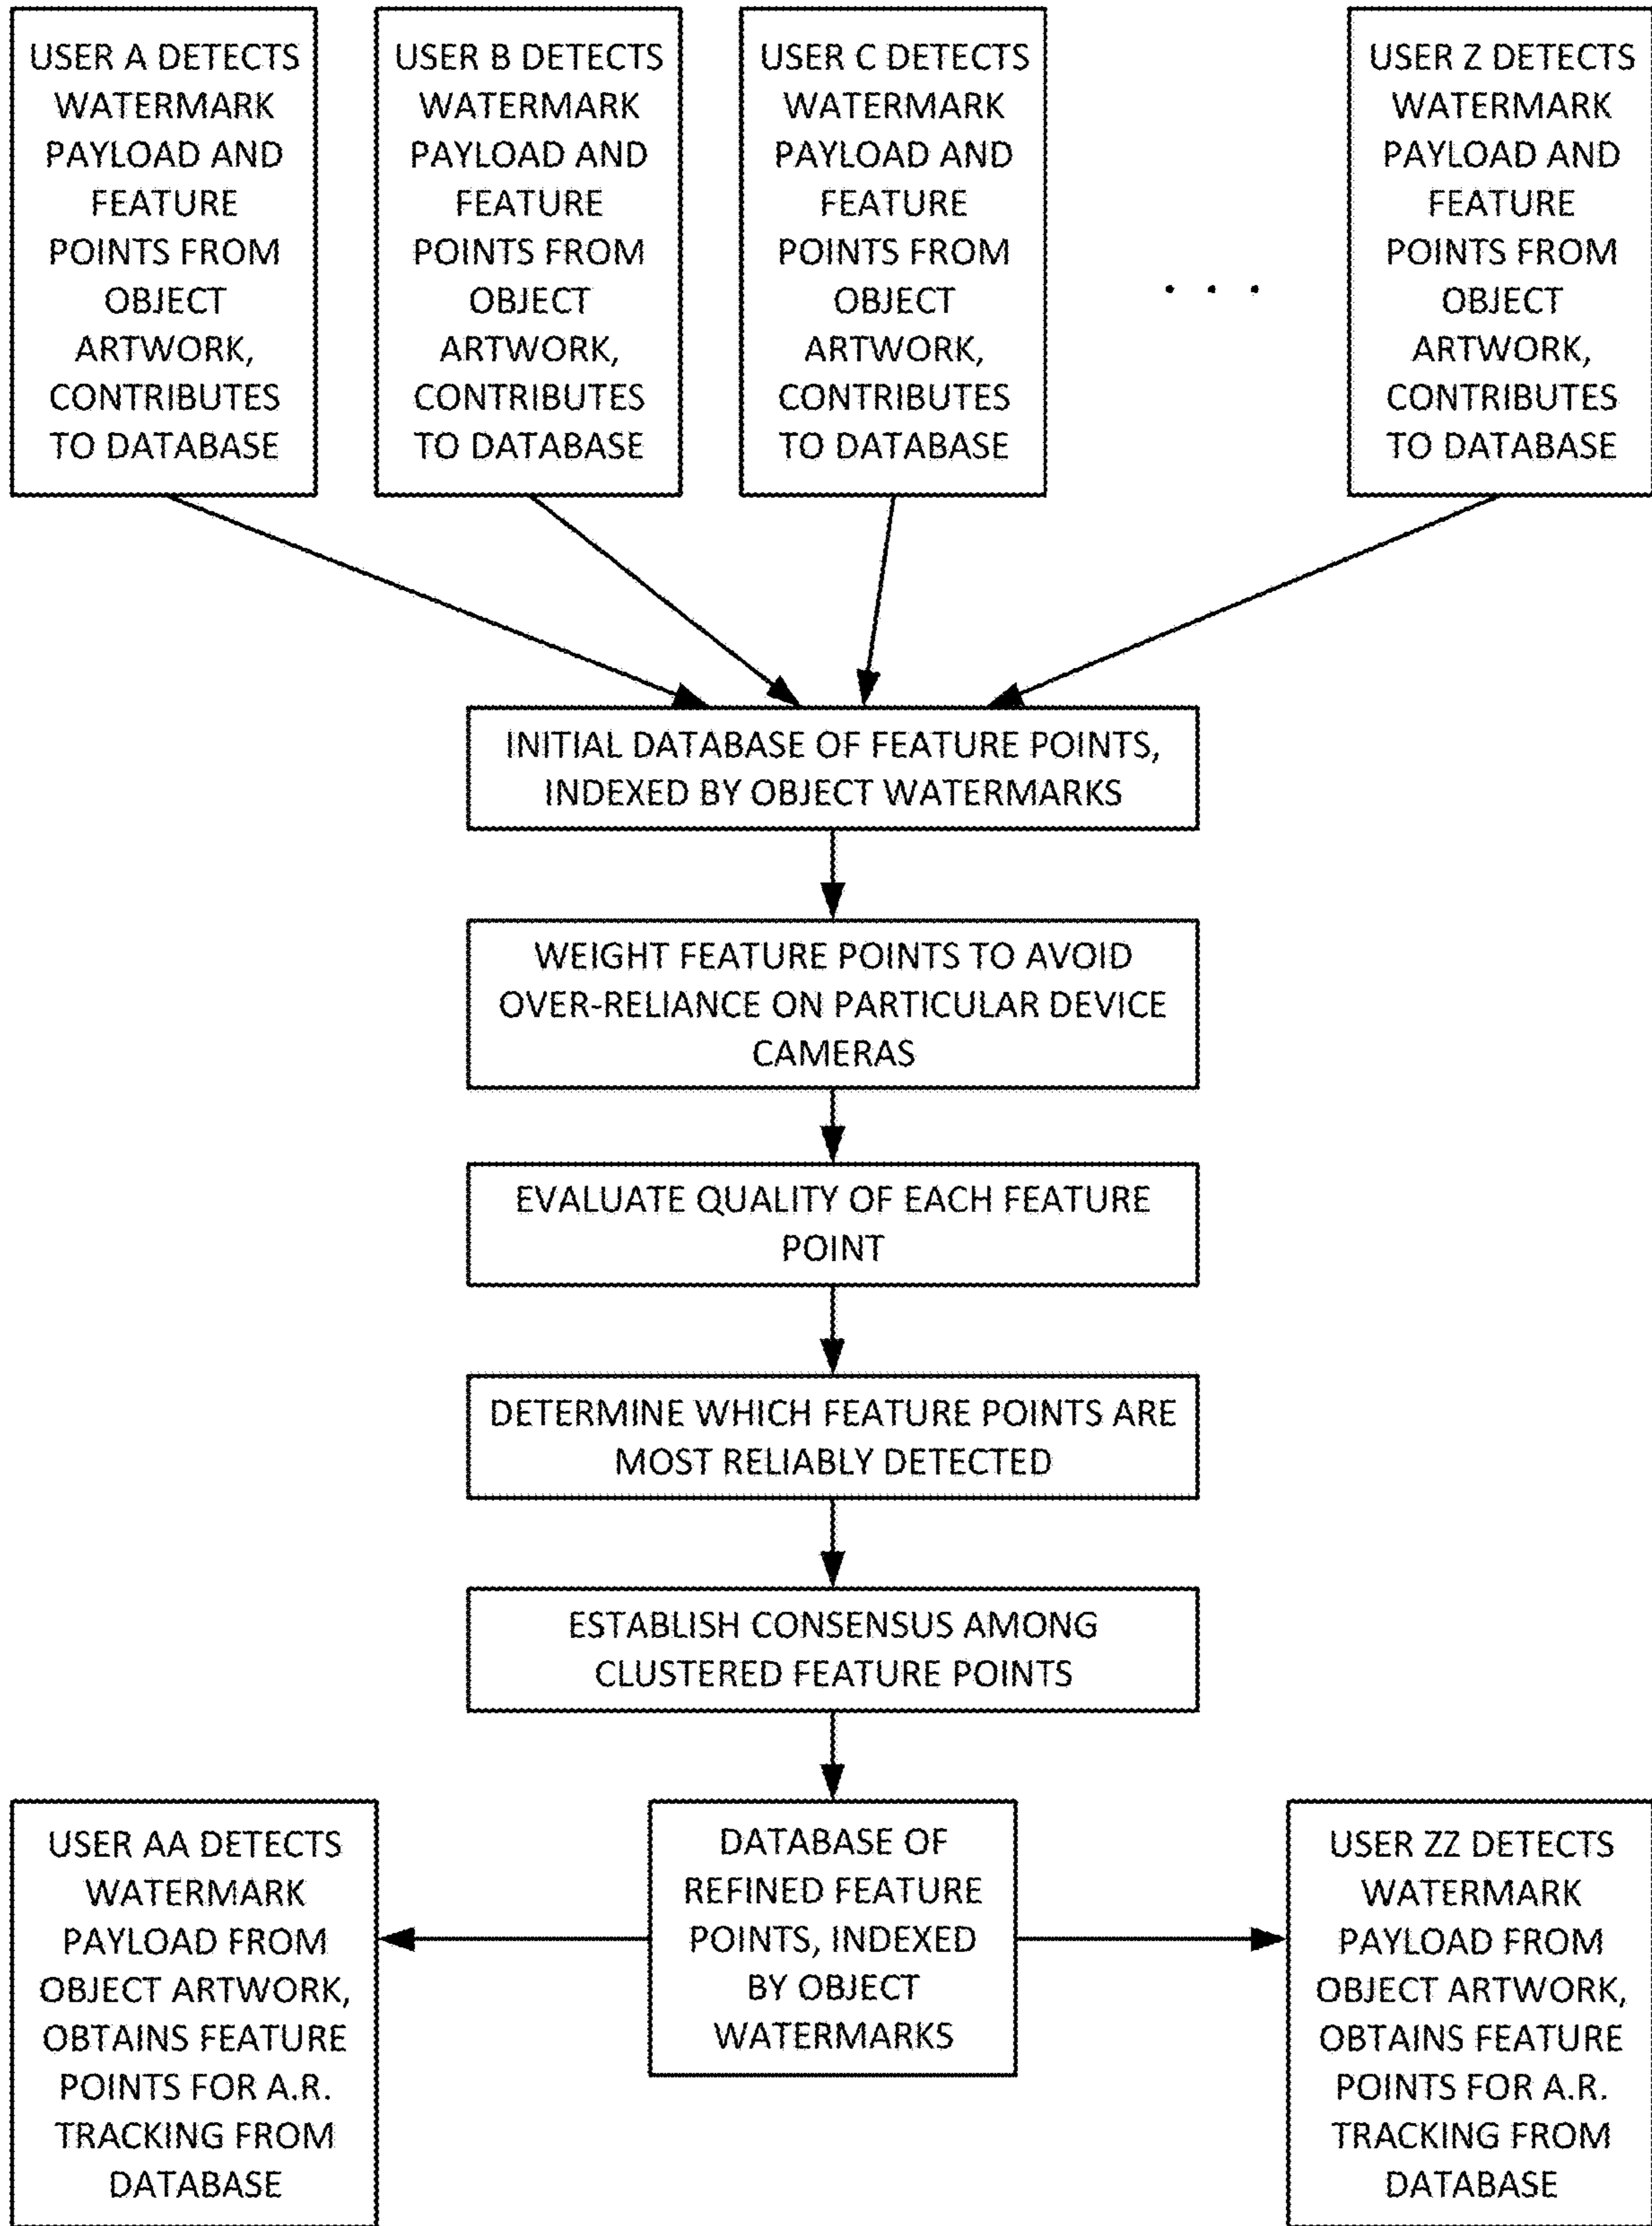 USER A DETECTS
WATERMARK
PAYLOAD AND
FEATURE
POINTS FROM
OBJECT
ARTWORK,
CONTRIBUTES
TO DATABASE
USER B DETECTS
WATERMARK
PAYLOAD AND
FEATURE
POINTS FROM
OBJECT
ARTWORK,
CONTRIBUTES
TO DATABASE
USER C DETECTS
WATERMARK
PAYLOAD AND
FEATURE
POINTS FROM
OBJECT
ARTWORK,
CONTRIBUTES
TO DATABASE
. . .
USER Z DETECTS
WATERMARK
PAYLOAD AND
FEATURE
POINTS FROM
OBJECT
ARTWORK,
CONTRIBUTES
TO DATABASE
INITIAL DATABASE OF FEATURE POINTS,
INDEXED BY OBJECT WATERMARKS
WEIGHT FEATURE POINTS TO AVOID
OVER-RELIANCE ON PARTICULAR DEVICE
CAMERAS
EVALUATE QUALITY OF EACH FEATURE
POINT
DETERMINE WHICH FEATURE POINTS ARE
MOST RELIABLY DETECTED
ESTABLISH CONSENSUS AMONG
CLUSTERED FEATURE POINTS
USER AA DETECTS
WATERMARK
PAYLOAD FROM
OBJECT ARTWORK,
OBTAINS FEATURE
POINTS FOR A.R.
TRACKING FROM
DATABASE
DATABASE OF
REFINED FEATURE
POINTS, INDEXED
BY OBJECT
WATERMARKS
USER ZZ DETECTS
WATERMARK
PAYLOAD FROM
OBJECT ARTWORK,
OBTAINS FEATURE
POINTS FOR A.R.
TRACKING FROM
DATABASE